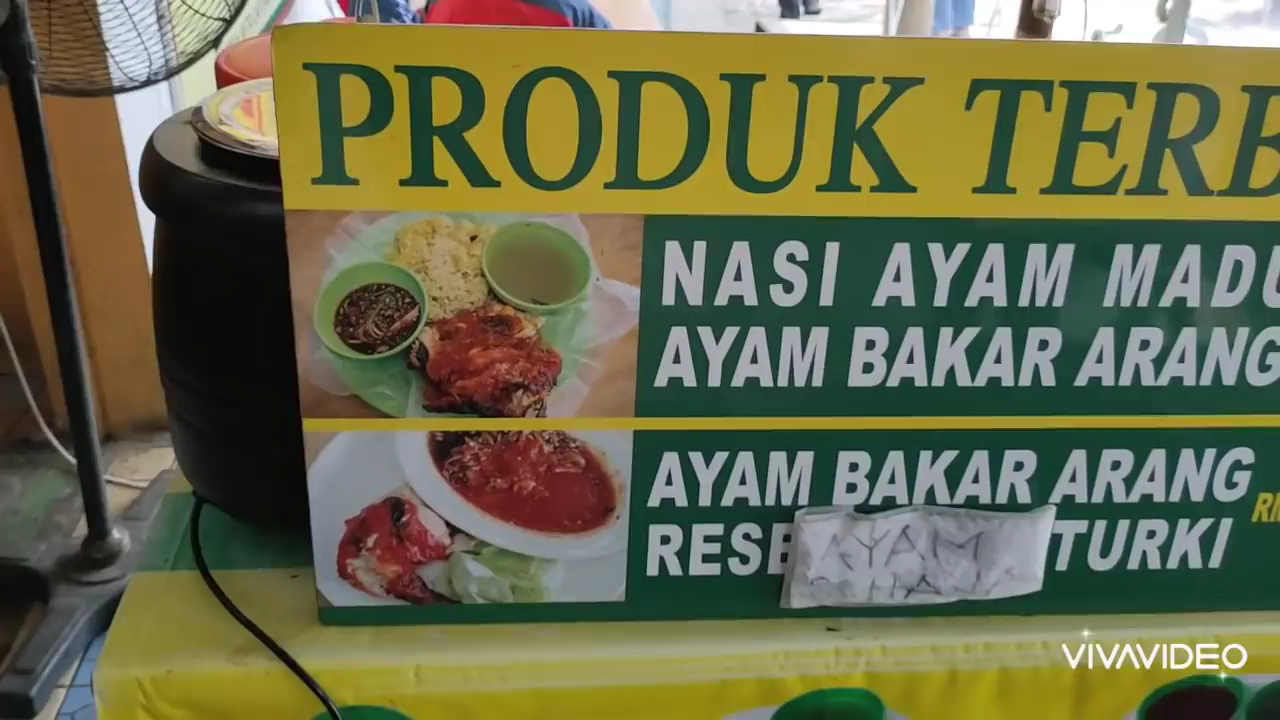 PRODUK TERB
NASI AYAM MADU
AYAM BAKAR ARANG
AYAM BAKAR ARANG
RESE TURKI
AYAM
VIVAVIDEO